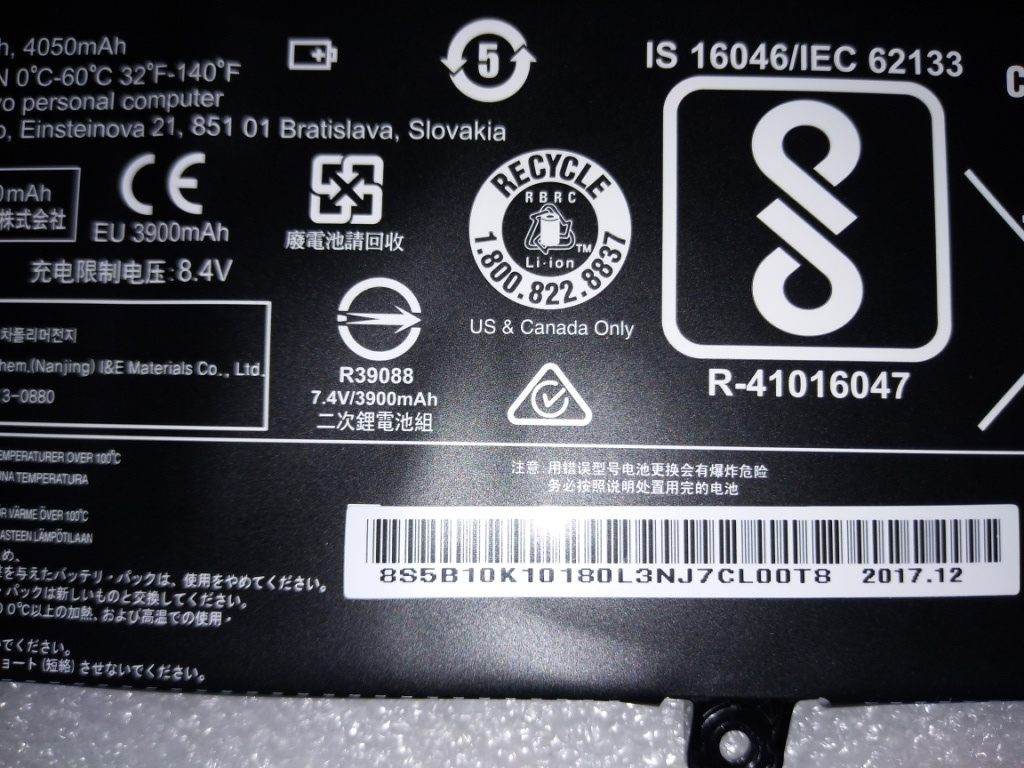 h, 4050mAh
N 0°C-60°C 32°F-140°F
vo personal computer
o, Einsteinova 21, 851 01 Bratislava, Slovakia
5
IS 16046/IEC 62133
C
0mAh
株式会社
CE
EU 3900mAh
充电限制电压:8.4V
廢電池請回收
RECYCLE
RBRC
Li-ion
TM
1.800.822.8837
US & Canada Only
R-41016047
차폴리머전지
hem,(Nanjing) I&E Materials Co., Ltd.
3-0880
R39088
7.4V/3900mAh
二次鋰電池組
EMPERATURER OVER 100°C
NA TEMPERATURA
R VÄRME ÖVER 100°C
ASTEEN LÄMPÖTILAAN
め、
を与えたバッテリ・パックは、使用をやめてください。
パックは新しいものと交換してください。
00°C以上の加熱、および高温での使用・
でください。
ョート (短絡) させないでください。
注意: 用错误型号电池更换会有爆炸危险
务必按照说明处置用完的电池
8S5B10K10180L3NJ7CL00T8 2017.12